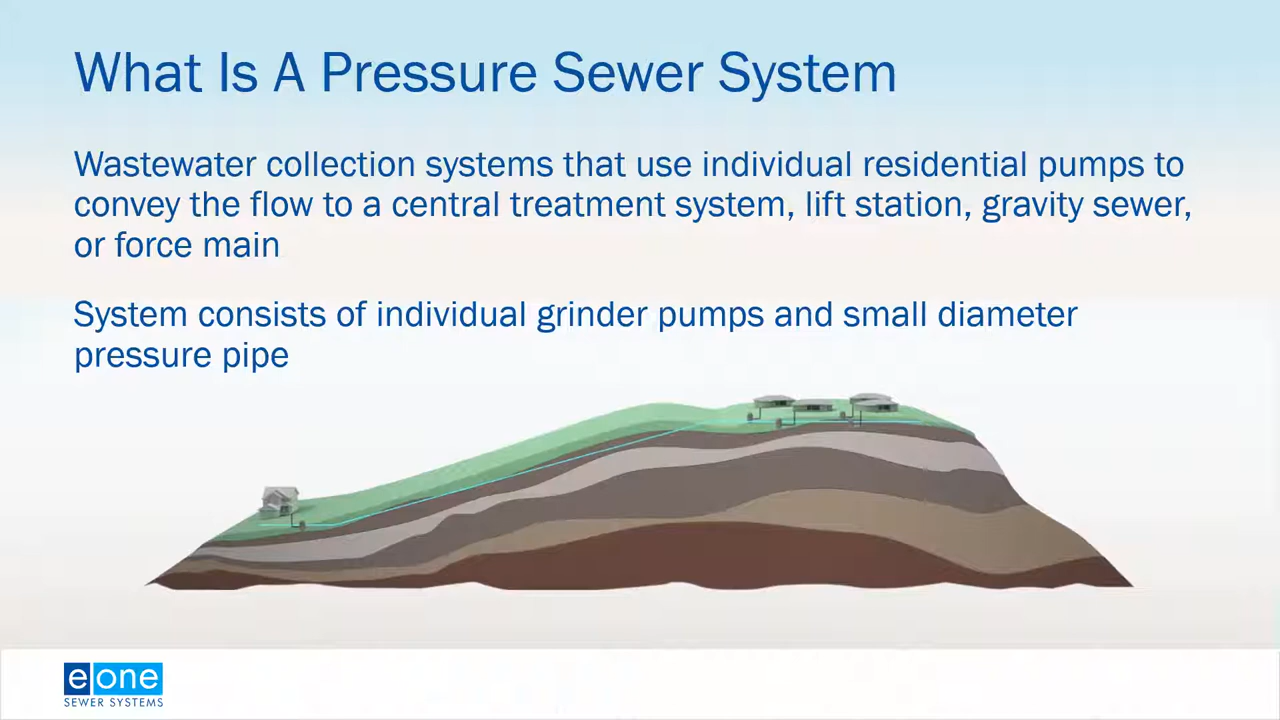 What Is A Pressure Sewer System
Wastewater collection systems that use individual residential pumps to
convey the flow to a central treatment system, lift station, gravity sewer,
or force main
System consists of individual grinder pumps and small diameter
pressure pipe
eone
SEWER SYSTEMS